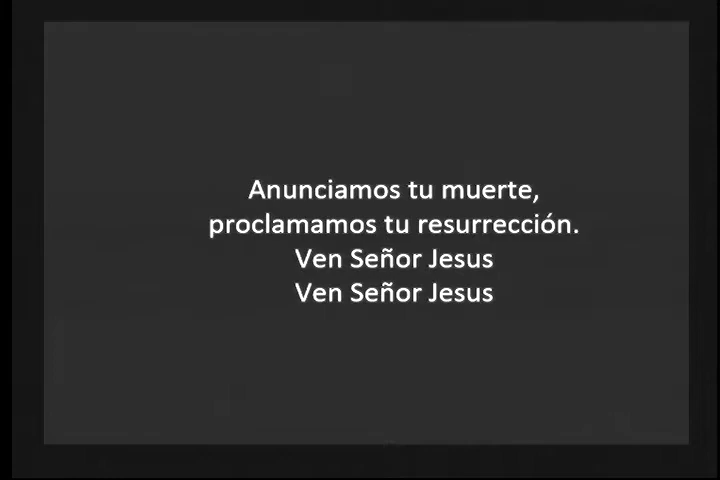 Anunciamos tu muerte,
proclamamos tu resurrección.
Ven Señor Jesus
Ven Señor Jesus